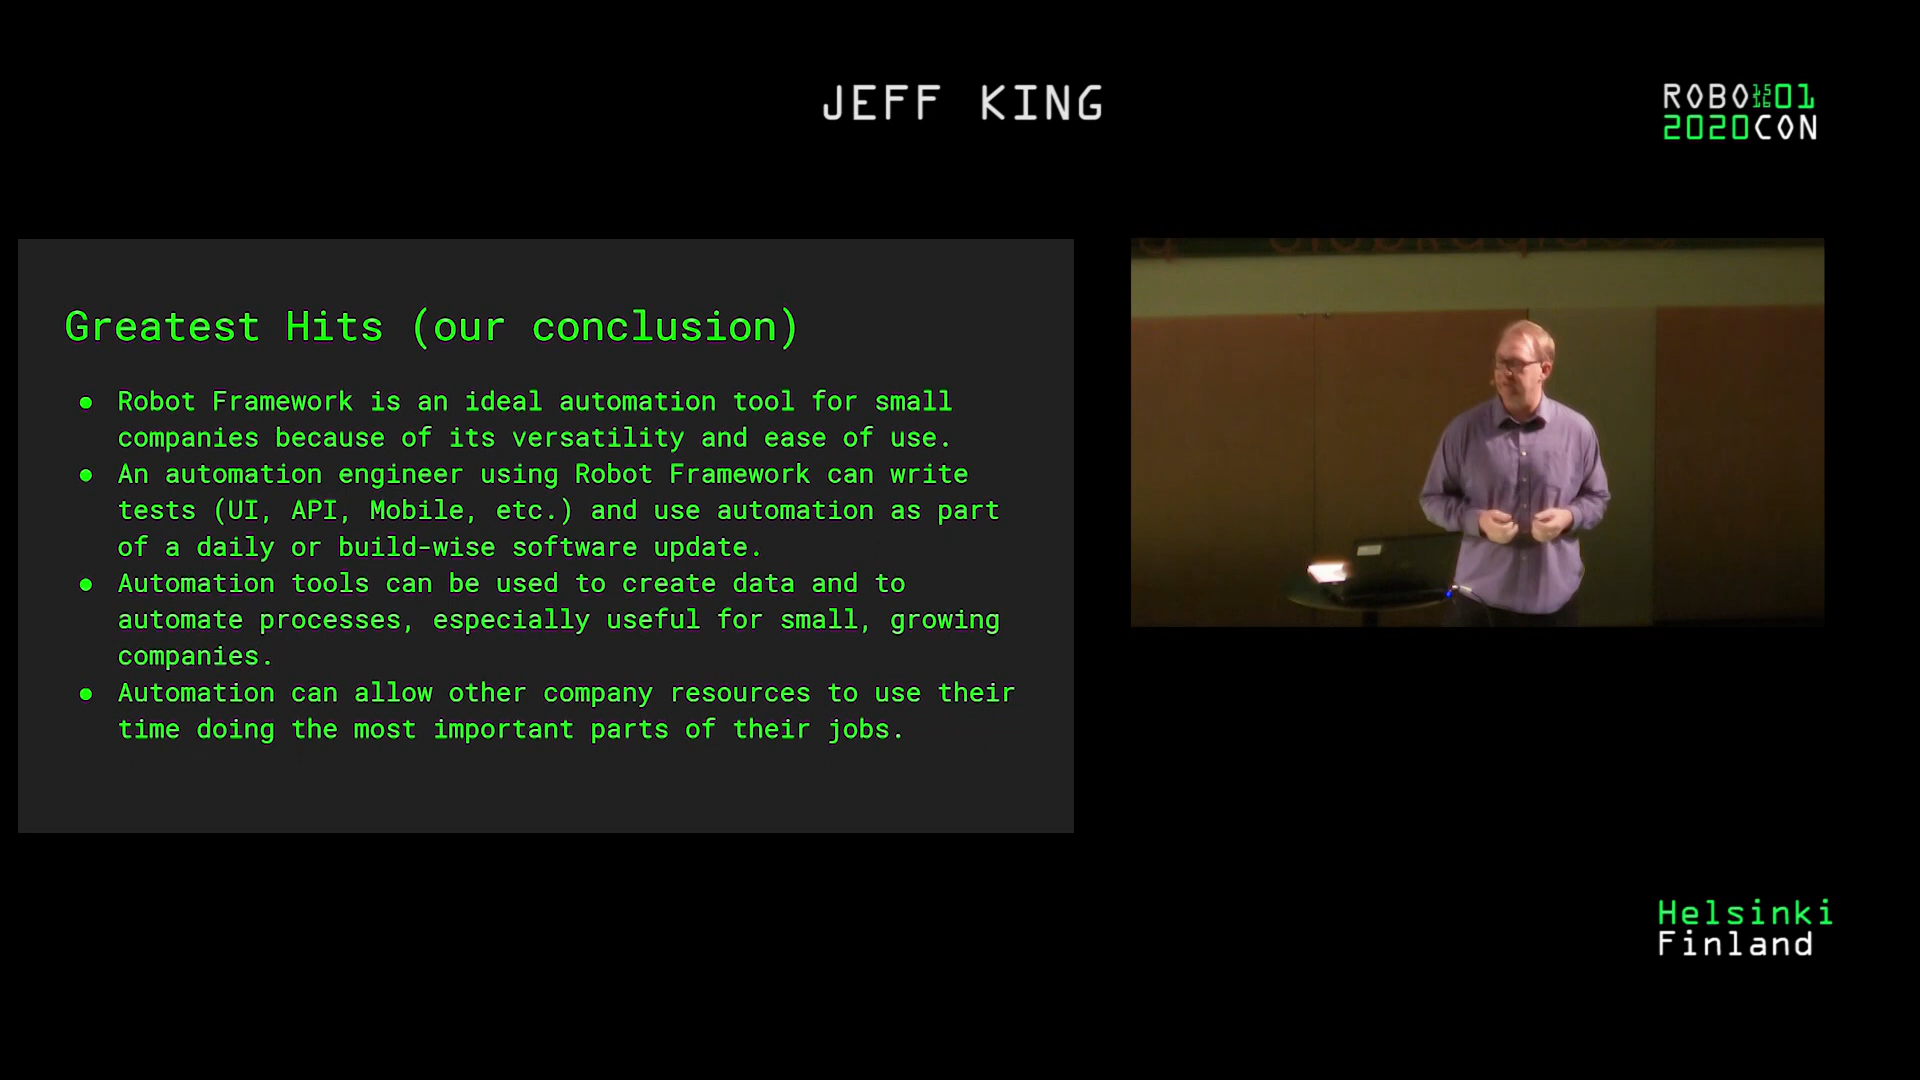 JEFF KING
ROBO 15 16 01
2020CON
Greatest Hits (our conclusion)
● Robot Framework is an ideal automation tool for small
companies because of its versatility and ease of use.
● An automation engineer using Robot Framework can write
tests (UI, API, Mobile, etc.) and use automation as part
of a daily or build-wise software update.
● Automation tools can be used to create data and to
automate processes, especially useful for small, growing
companies.
● Automation can allow other company resources to use their
time doing the most important parts of their jobs.
Helsinki
Finland